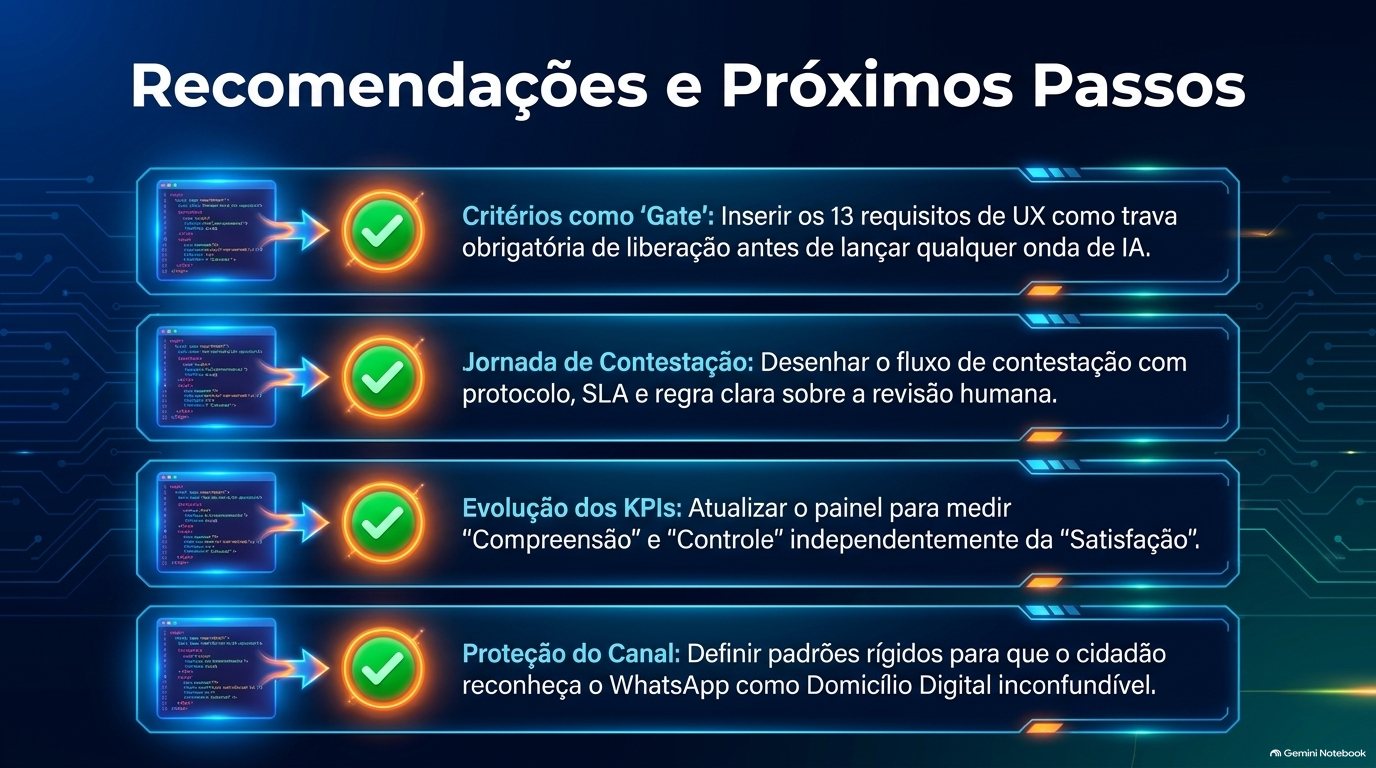 Recomendações e Próximos Passos
Critérios como ‘Gate’: Inserir os 13 requisitos de UX como trava
obrigatória de liberação antes de lançar qualquer onda de IA.
Jornada de Contestação: Desenhar o fluxo de contestação com
protocolo, SLA e regra clara sobre a revisão humana.
Evolução dos KPIs: Atualizar o painel para medir
“Compreensão” e “Controle” independentemente da “Satisfação”.
Proteção do Canal: Definir padrões rígidos para que o cidadão
reconheça o WhatsApp como Domicílio Digital inconfundível.
Gemini Notebook